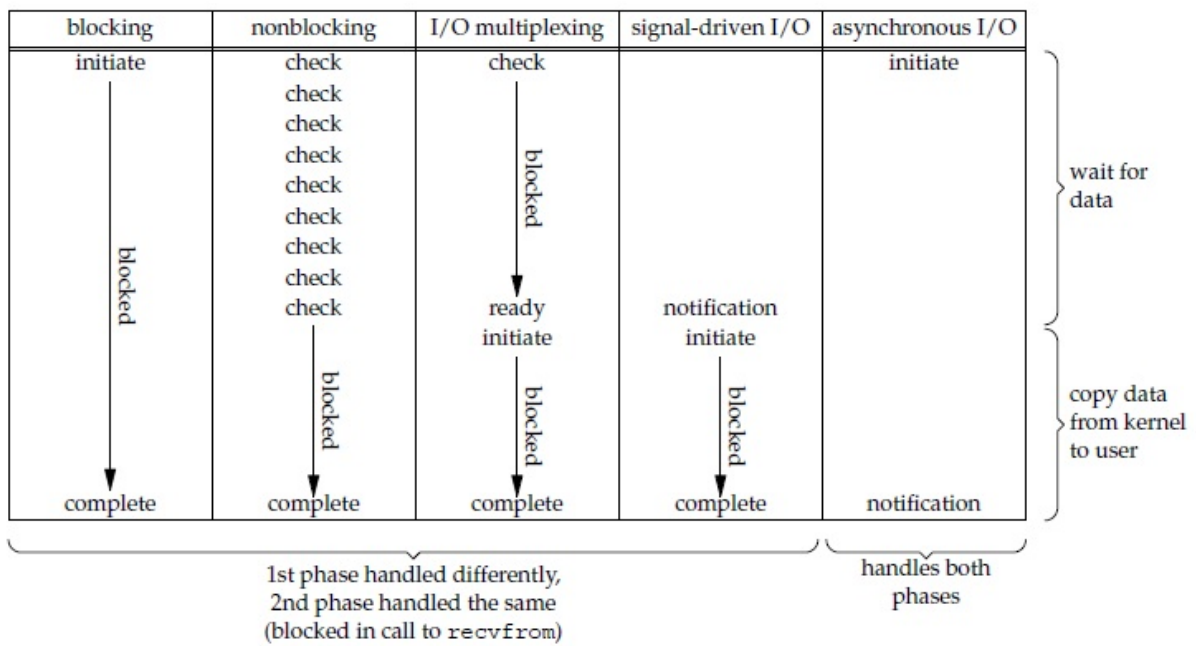 blocking nonblocking I/O multiplexing signal-driven I/O asynchronous I/O
initiate check check initiate
check
check
check
check
check
check
check
check ready notification
initiate initiate
blocked
blocked
blocked
blocked
blocked
complete complete complete complete notification
wait for
data
copy data
from kernel
to user
1st phase handled differently,
2nd phase handled the same
(blocked in call to recvfrom)
handles both
phases